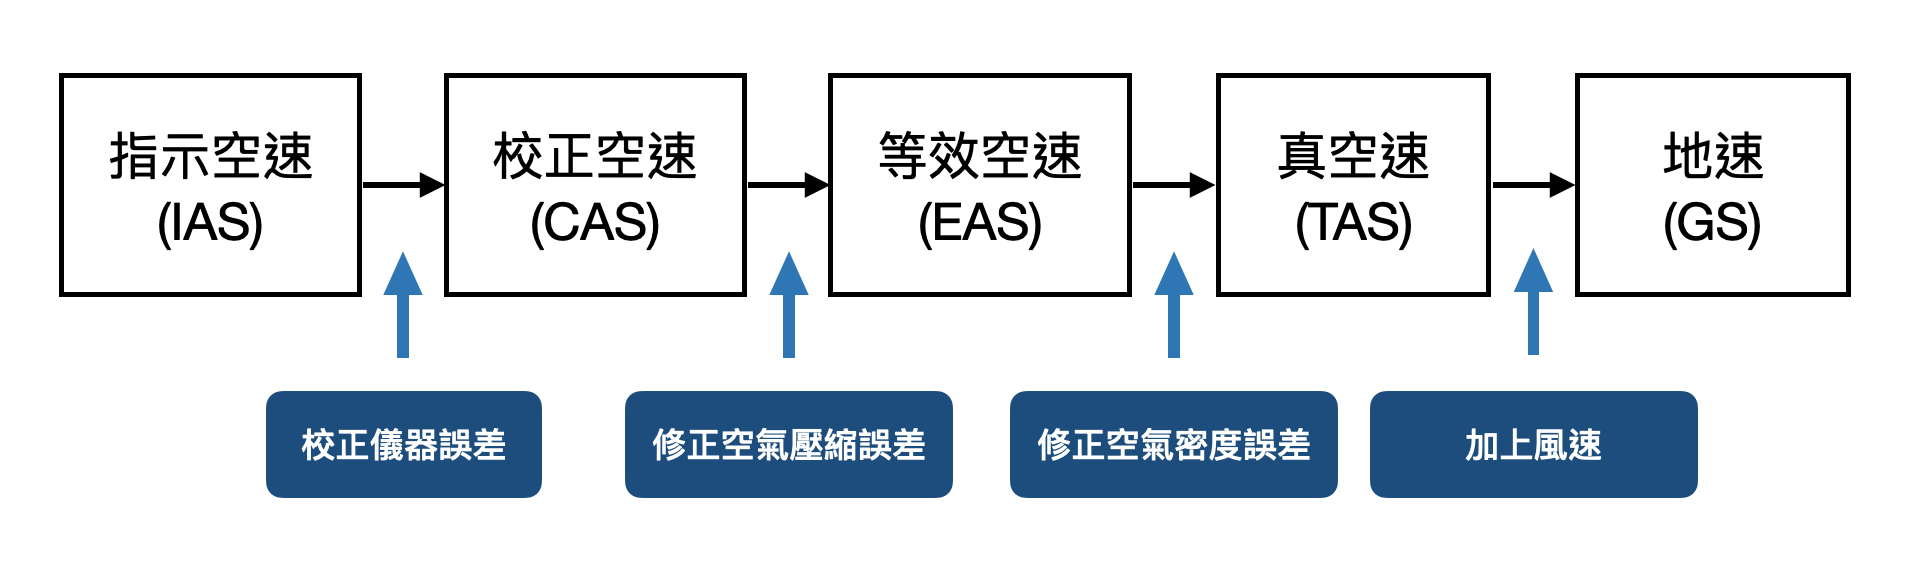 指示空速
(IAS)
校正空速
(CAS)
等效空速
(EAS)
真空速
(TAS)
地速
(GS)
校正儀器誤差
修正空氣壓縮誤差
修正空氣密度誤差
加上風速